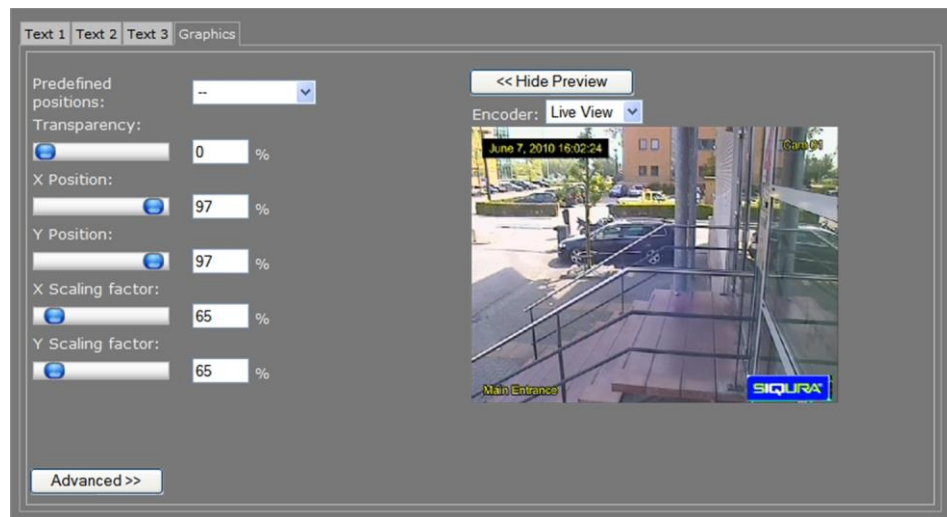 Text 1 Text 2 Text 3 Graphics
Predefined
positions:
--
Transparency:
0 %
X Position:
97 %
Y Position:
97 %
X Scaling factor:
65 %
Y Scaling factor:
65 %
Advanced >>
<< Hide Preview
Encoder: Live View
June 7, 2010 16:02:24
Cam 01
Main Entrance
SIQURA